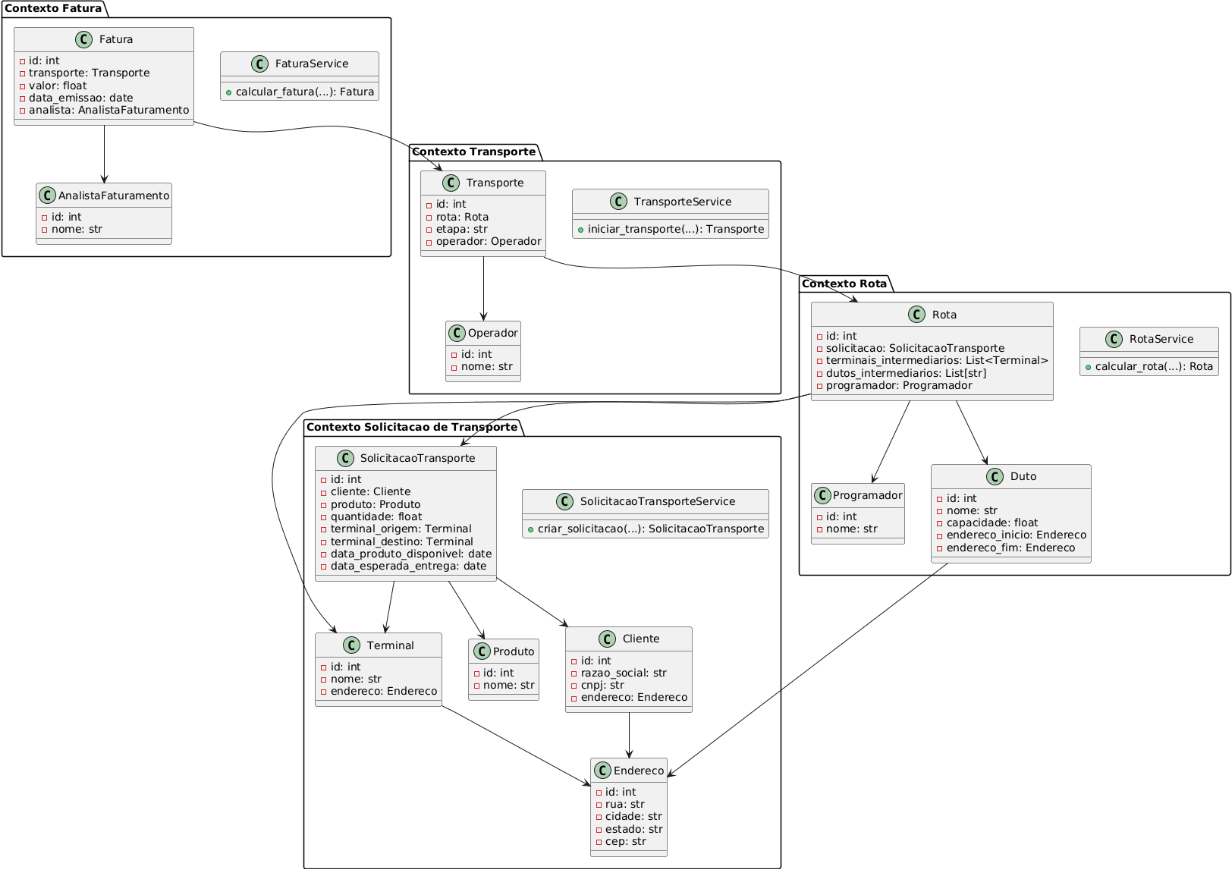 Contexto Fatura
C Fatura
id: int
transporte: Transporte
valor: float
data_emissao: date
analista: AnalistaFaturamento
C FaturaService
calcular_fatura(...): Fatura
C AnalistaFaturamento
id: int
nome: str
Contexto Transporte
C Transporte
id: int
rota: Rota
etapa: str
operador: Operador
C TransporteService
iniciar_transporte(...): Transporte
C Operador
id: int
nome: str
Contexto Rota
C Rota
id: int
solicitacao: SolicitacaoTransporte
terminais_intermediarios: List<Terminal>
dutos_intermediarios: List[str]
programador: Programador
C RotaService
calcular_rota(...): Rota
C Programador
id: int
nome: str
C Duto
id: int
nome: str
capacidade: float
endereco_inicio: Endereco
endereco_fim: Endereco
Contexto Solicitacao de Transporte
C SolicitacaoTransporte
id: int
cliente: Cliente
produto: Produto
quantidade: float
terminal_origem: Terminal
terminal_destino: Terminal
data_produto_disponivel: date
data_esperada_entrega: date
C SolicitacaoTransporteService
criar_solicitacao(...): SolicitacaoTransporte
C Terminal
id: int
nome: str
endereco: Endereco
C Produto
id: int
nome: str
C Cliente
id: int
razao_social: str
cnpj: str
endereco: Endereco
C Endereco
id: int
rua: str
cidade: str
estado: str
cep: str